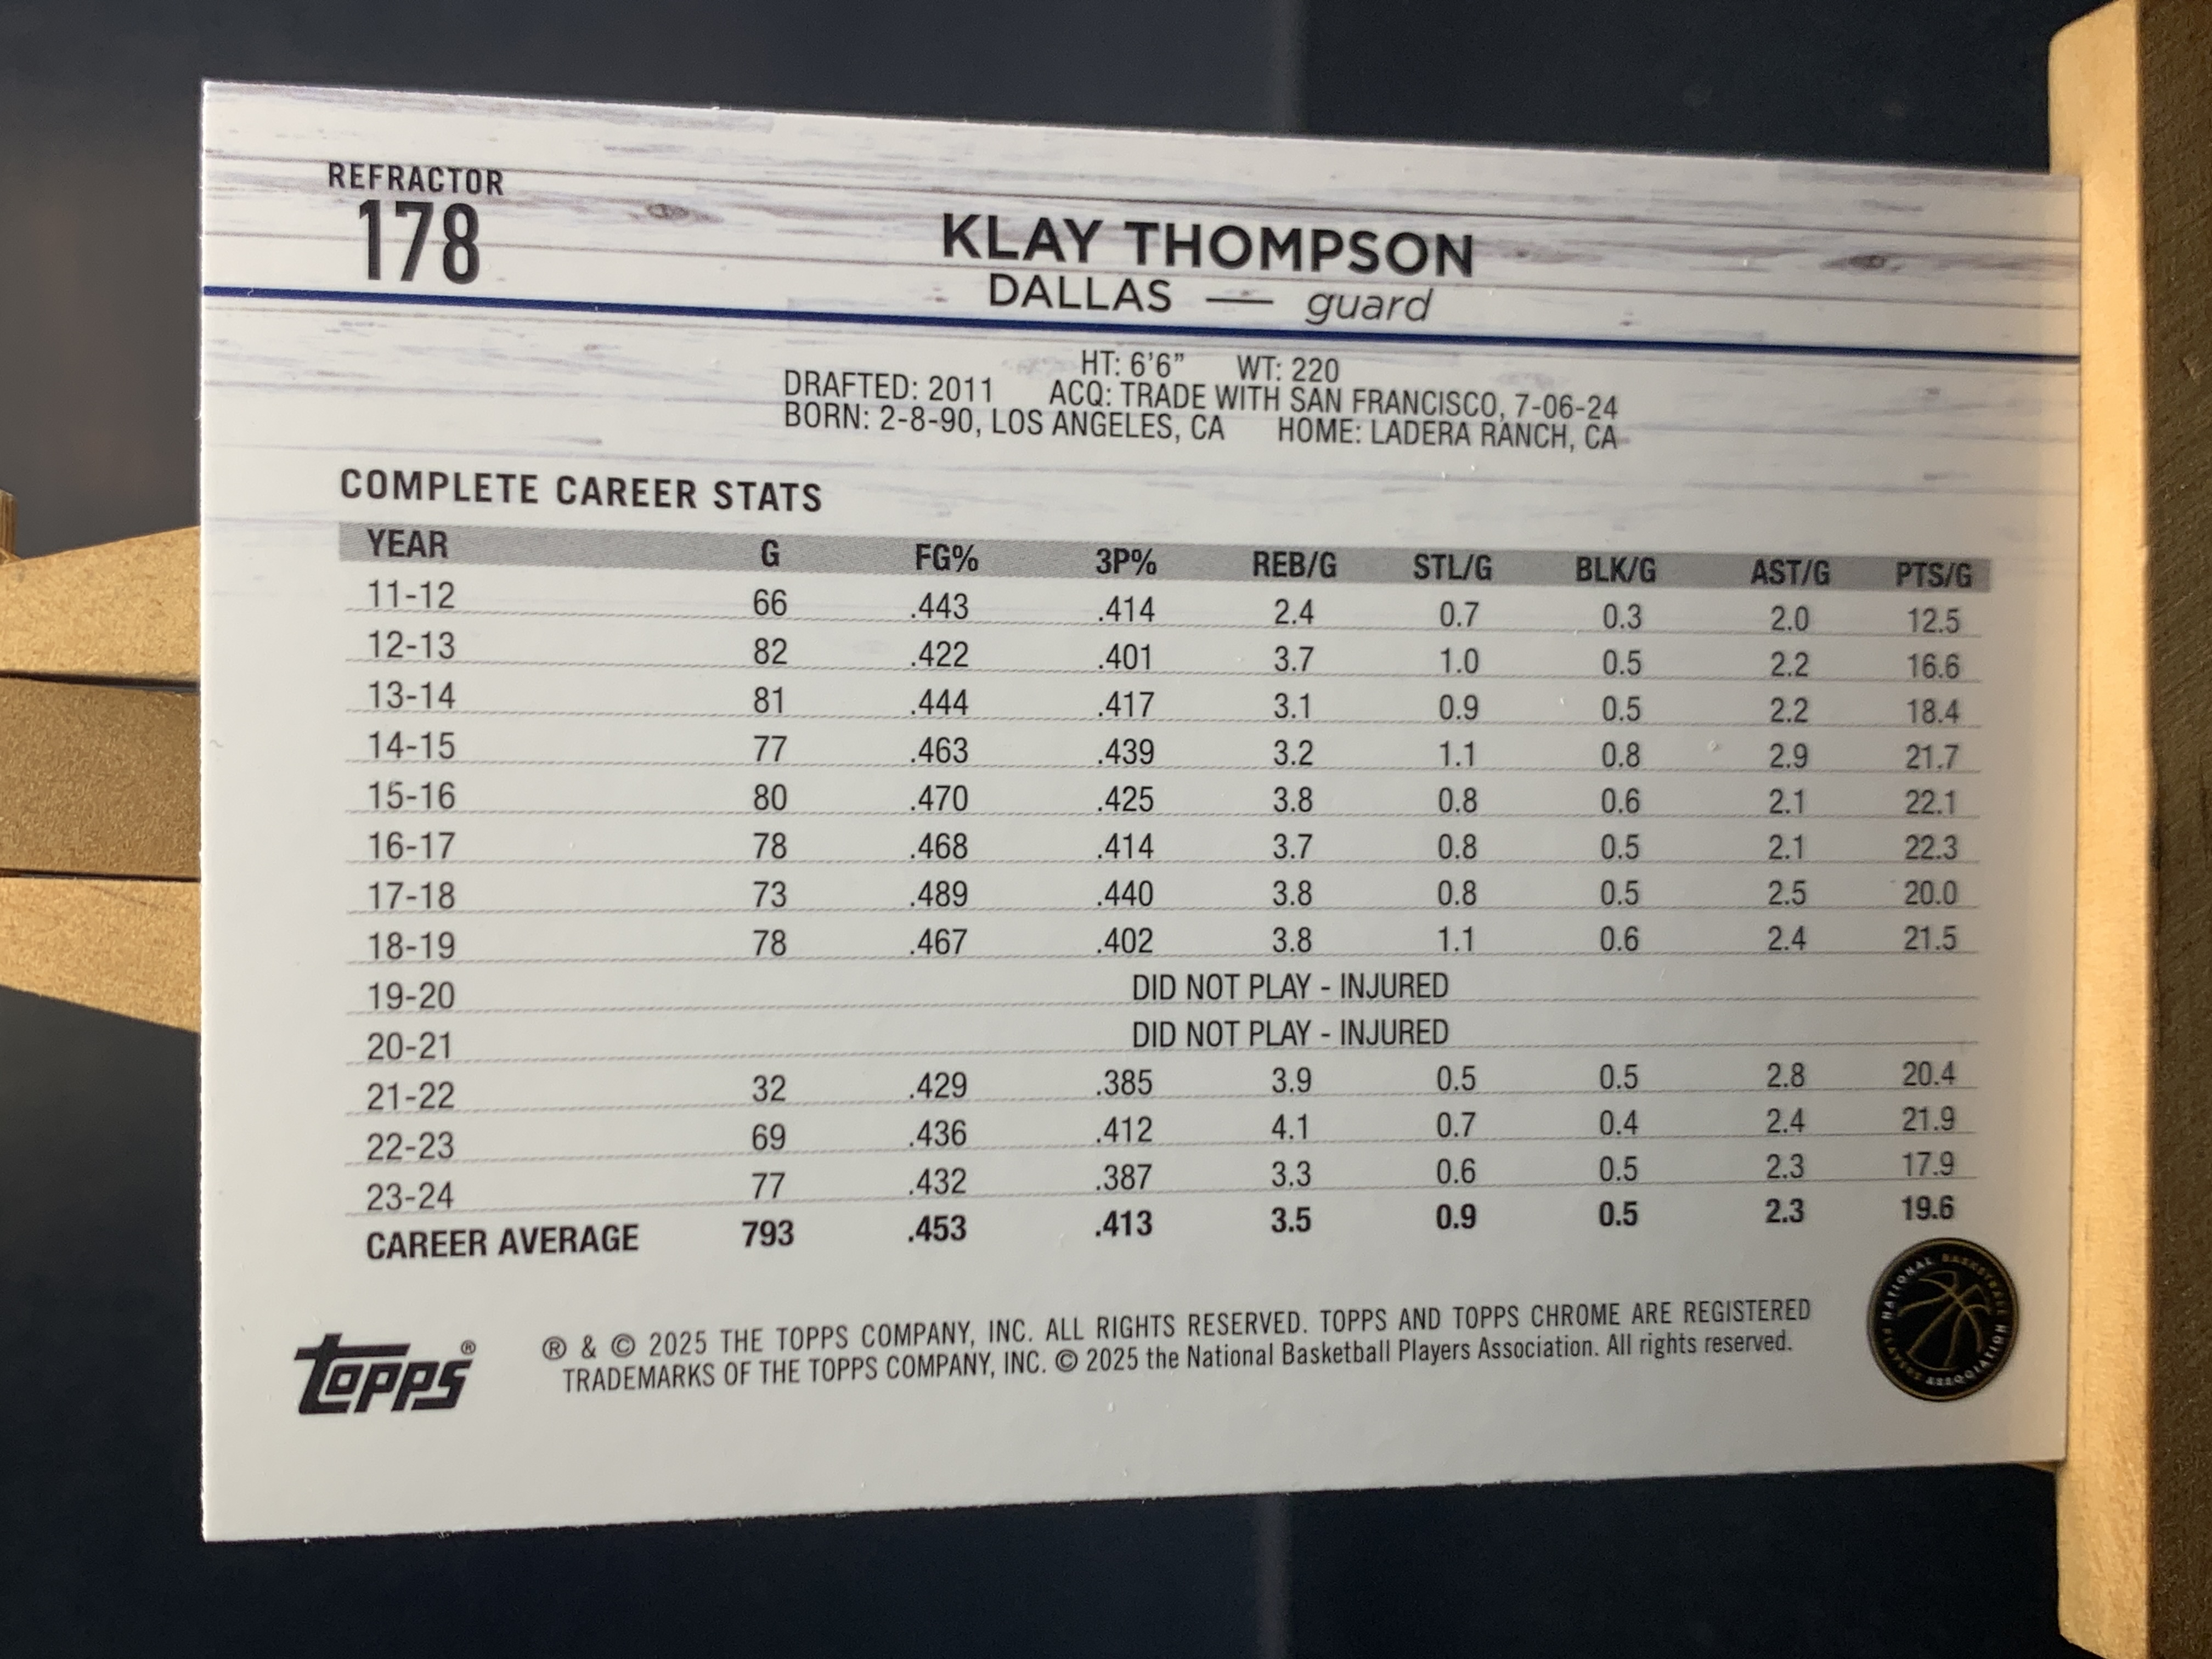 REFRACTOR
178
KLAY THOMPSON
DALLAS — guard
HT: 6'6" WT: 220
DRAFTED: 2011 ACQ: TRADE WITH SAN FRANCISCO, 7-06-24
BORN: 2-8-90, LOS ANGELES, CA HOME: LADERA RANCH, CA
COMPLETE CAREER STATS
YEAR G FG% 3P% REB/G STL/G BLK/G AST/G PTS/G
11-12 66 .443 .414 2.4 0.7 0.3 2.0 12.5
12-13 82 .422 .401 3.7 1.0 0.5 2.2 16.6
13-14 81 .444 .417 3.1 0.9 0.5 2.2 18.4
14-15 77 .463 .439 3.2 1.1 0.8 2.9 21.7
15-16 80 .470 .425 3.8 0.8 0.6 2.1 22.1
16-17 78 .468 .414 3.7 0.8 0.5 2.1 22.3
17-18 73 .489 .440 3.8 0.8 0.5 2.5 20.0
18-19 78 .467 .402 3.8 1.1 0.6 2.4 21.5
19-20 DID NOT PLAY - INJURED
20-21 DID NOT PLAY - INJURED
21-22 32 .429 .385 3.9 0.5 0.5 2.8 20.4
22-23 69 .436 .412 4.1 0.7 0.4 2.4 21.9
23-24 77 .432 .387 3.3 0.6 0.5 2.3 17.9
CAREER AVERAGE 793 .453 .413 3.5 0.9 0.5 2.3 19.6
topps®
® & © 2025 THE TOPPS COMPANY, INC. ALL RIGHTS RESERVED. TOPPS AND TOPPS CHROME ARE REGISTERED
TRADEMARKS OF THE TOPPS COMPANY, INC. © 2025 the National Basketball Players Association. All rights reserved.
NATIONAL BASKETBALL PLAYERS ASSOCIATION